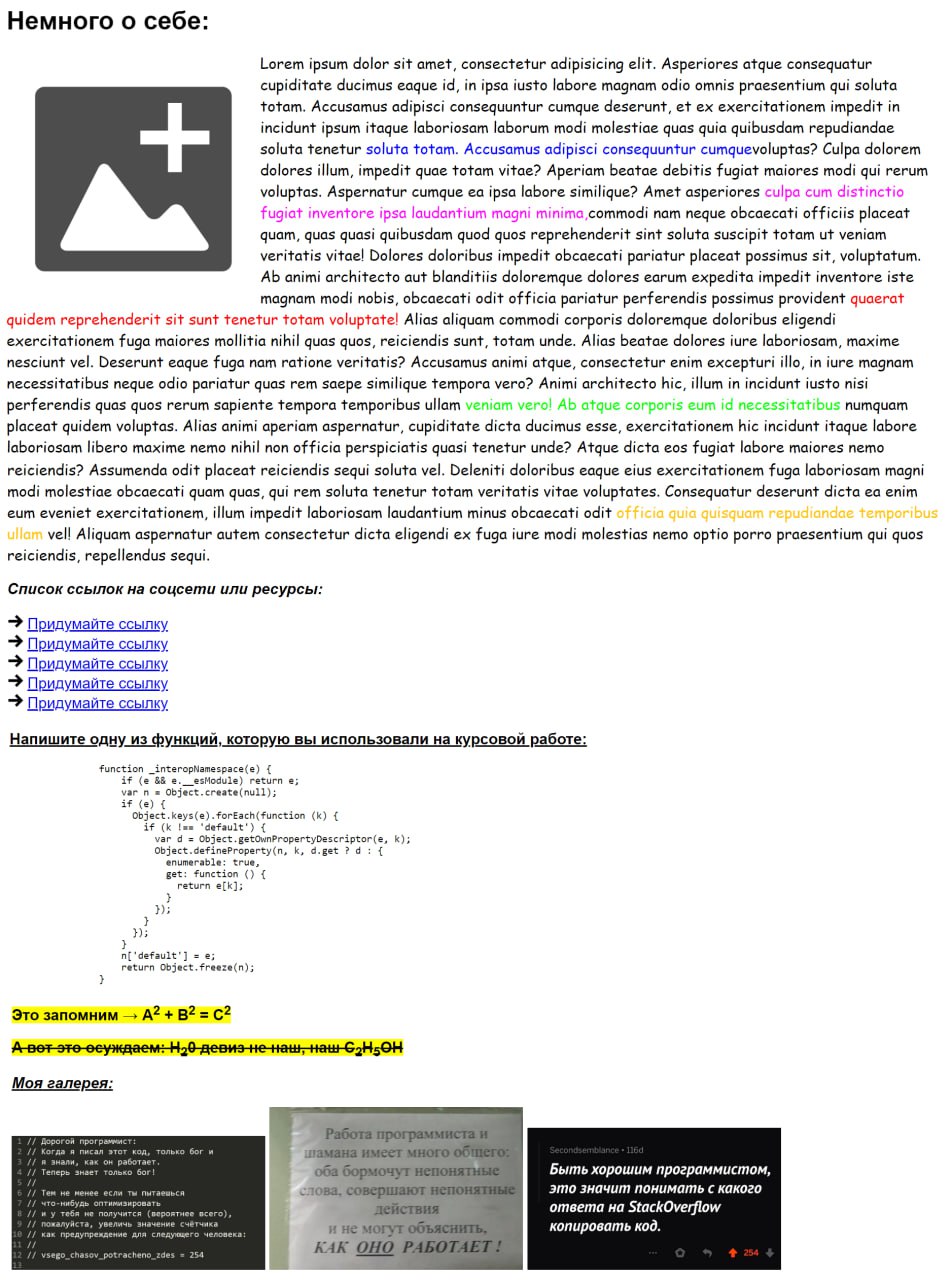 Немного о себе:
Lorem ipsum dolor sit amet, consectetur adipisicing elit. Asperiores atque consequatur
cupiditate ducimus eaque id, in ipsa iusto labore magnam odio omnis praesentium qui soluta
totam. Accusamus adipisci consequuntur cumque deserunt, et ex exercitationem impedit in
incidunt ipsum itaque laboriosam laborum modi molestiae quas quia quibusdam repudiandae
soluta tenetur soluta totam. Accusamus adipisci consequuntur cumquevoluptas? Culpa dolorem
dolores illum, impedit quae totam vitae? Aperiam beatae debitis fugiat maiores modi qui rerum
voluptas. Aspernatur cumque ea ipsa labore similique? Amet asperiores culpa cum distinctio
fugiat inventore ipsa laudantium magni minima,commodi nam neque obcaecati officiis placeat
quam, quas quasi quibusdam quod quos reprehenderit sint soluta suscipit totam ut veniam
veritatis vitae! Dolores doloribus impedit obcaecati pariatur placeat possimus sit, voluptatum.
Ab animi architecto aut blanditiis doloremque dolores earum expedita impedit inventore iste
magnam modi nobis, obcaecati odit officia pariatur perferendis possimus provident quaerat
quidem reprehenderit sit sunt tenetur totam voluptate! Alias aliquam commodi corporis doloremque doloribus eligendi
exercitationem fuga maiores mollitia nihil quas quos, reiciendis sunt, totam unde. Alias beatae dolores iure laboriosam, maxime
nesciunt vel. Deserunt eaque fuga nam ratione veritatis? Accusamus animi atque, consectetur enim excepturi illo, in iure magnam
necessitatibus neque odio pariatur quas rem saepe similique tempora vero? Animi architecto hic, illum in incidunt iusto nisi
perferendis quas quos rerum sapiente tempora temporibus ullam veniam vero! Ab atque corporis eum id necessitatibus numquam
placeat quidem voluptas. Alias animi aperiam aspernatur, cupiditate dicta ducimus esse, exercitationem hic incidunt itaque labore
laboriosam libero maxime nemo nihil non officia perspiciatis quasi tenetur unde? Atque dicta eos fugiat labore maiores nemo
reiciendis? Assumenda odit placeat reiciendis sequi soluta vel. Deleniti doloribus eaque eius exercitationem fuga laboriosam magni
modi molestiae obcaecati quam quas, qui rem soluta tenetur totam veritatis vitae voluptates. Consequatur deserunt dicta ea enim
eum eveniet exercitationem, illum impedit laboriosam laudantium minus obcaecati odit officia quia quisquam repudiandae temporibus
ullam vel! Aliquam aspernatur autem consectetur dicta eligendi ex fuga iure modi molestias nemo optio porro praesentium qui quos
reiciendis, repellendus sequi.
Список ссылок на соцсети или ресурсы:
➔ Придумайте ссылку
➔ Придумайте ссылку
➔ Придумайте ссылку
➔ Придумайте ссылку
➔ Придумайте ссылку
Напишите одну из функций, которую вы использовали на курсовой работе:
function _interopNamespace(e) {
if (e && e.__esModule) return e;
var n = Object.create(null);
if (e) {
Object.keys(e).forEach(function (k) {
if (k !== 'default') {
var d = Object.getOwnPropertyDescriptor(e, k);
Object.defineProperty(n, k, d.get ? d : {
enumerable: true,
get: function () {
return e[k];
}
});
}
});
}
n['default'] = e;
return Object.freeze(n);
}
Это запомним → A² + B² = C²
А вот это осуждаем: H₂0 девиз не наш, наш C₂H₅OH
Моя галерея:
1 // Дорогой программист:
2 // Когда я писал этот код, только бог и
3 // я знали, как он работает.
4 // Теперь знает только бог!
5 //
6 // Тем не менее если ты пытаешься
7 // что-нибудь оптимизировать
8 // и у тебя не получится (вероятнее всего),
9 // пожалуйста, увеличь значение счётчика
10 // как предупреждение для следующего человека:
11 //
12 // vsego_chasov_potracheno_zdes = 254
13
Работа программиста и
шамана имеет много общего:
оба бормочут непонятные
слова, совершают непонятные
действия
и не могут объяснить,
КАК ОНО РАБОТАЕТ !
Secondsemblance • 116d
Быть хорошим программистом,
это значит понимать с какого
ответа на StackOverflow
копировать код.
254